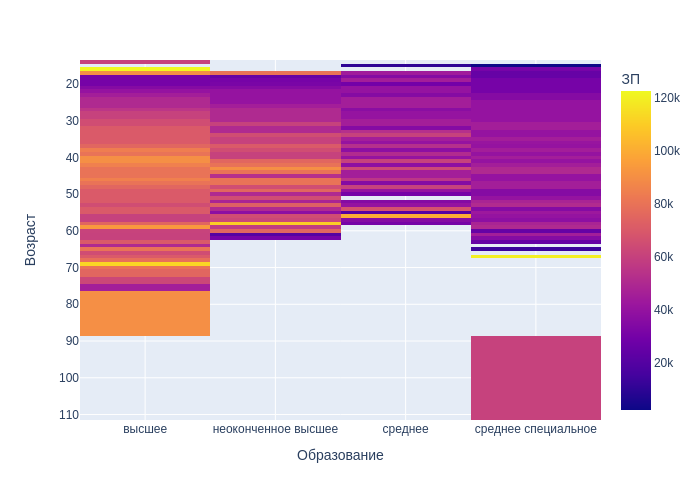 ЗП
120k
100k
80k
60k
40k
20k
Возраст
20
30
40
50
60
70
80
90
100
110
высшее
неоконченное высшее
среднее
среднее специальное
Образование